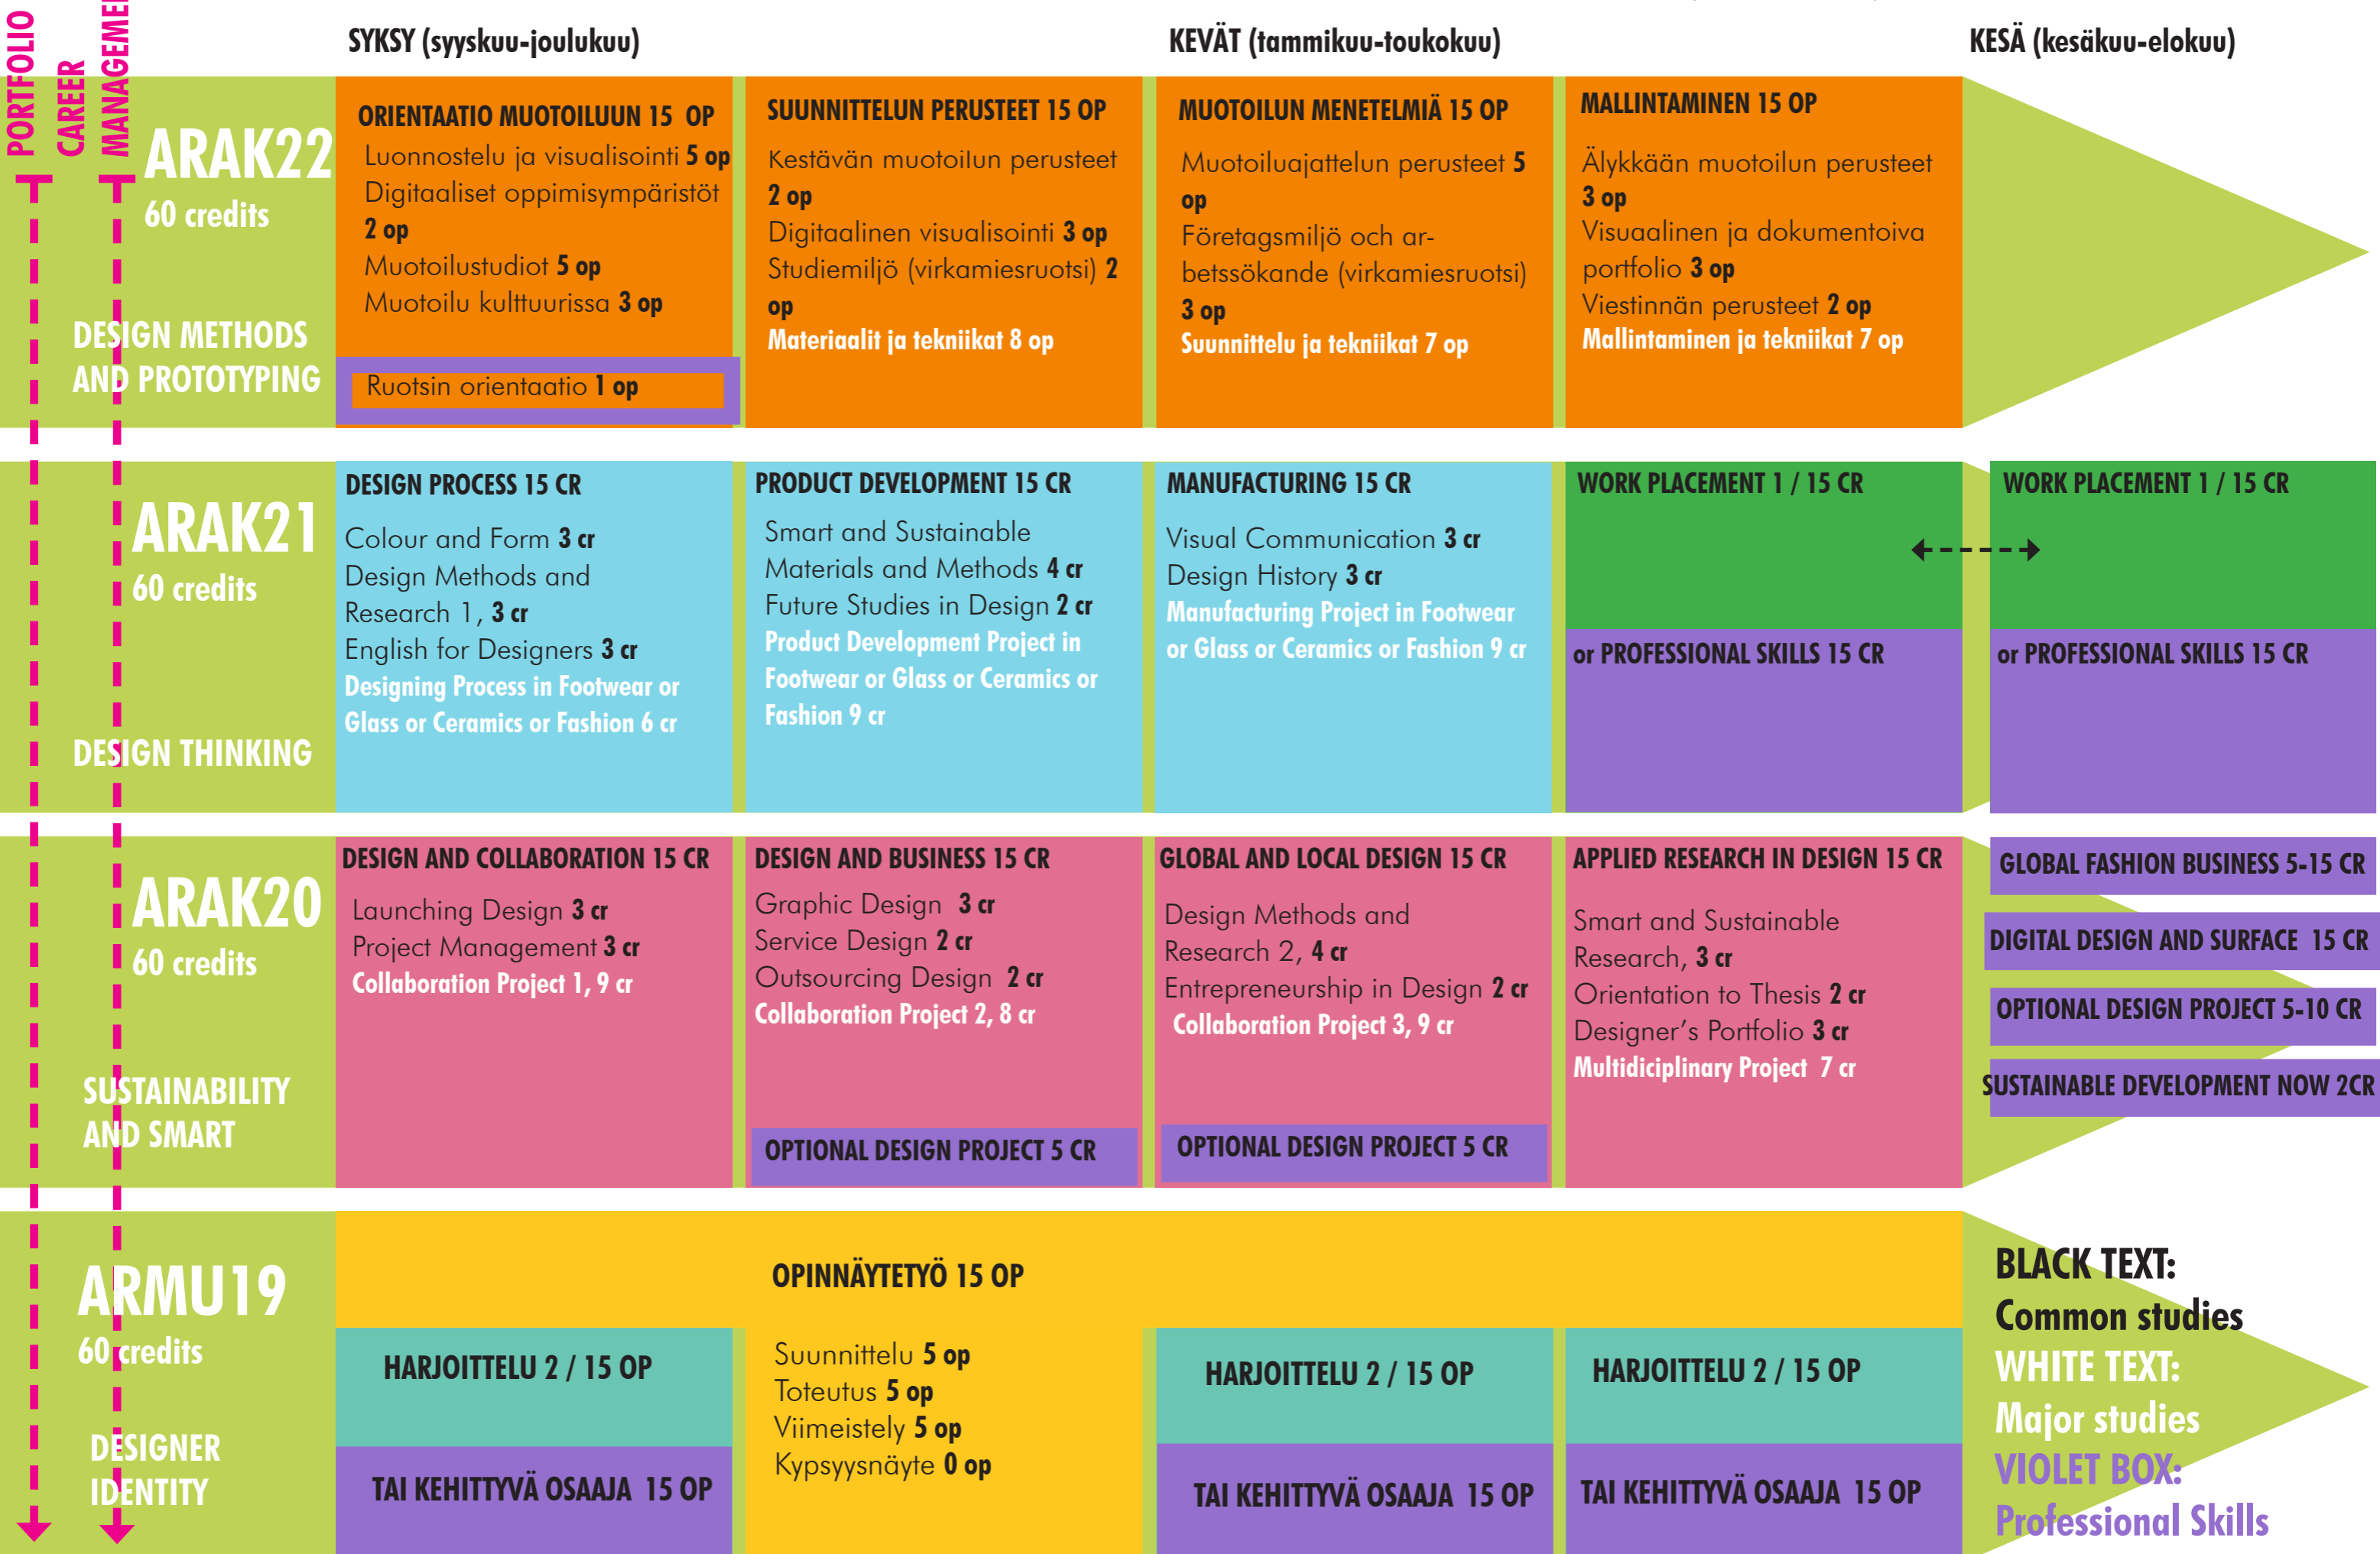 PORTFOLIO
CAREER
SYKSY (syyskuu-joulukuu)
KEVÄT (tammikuu-toukokuu)
KESÄ (kesäkuu-elokuu)
ARAK22
60 credits
DESIGN METHODS
AND PROTOTYPING
ORIENTAATIO MUOTOILUUN 15 OP
Luonnostelu ja visualisointi 5 op
Digitaaliset oppimisympäristöt
2 op
Muotoilustudiot 5 op
Muotoilu kulttuurissa 3 op
Ruotsin orientaatio 1 op
SUUNNITTELUN PERUSTEET 15 OP
Kestävän muotoilun perusteet
2 op
Digitaalinen visualisointi 3 op
Studiemiljö (virkamiesruotsi) 2
op
Materiaalit ja tekniikat 8 op
MUOTOILUN MENETELMIÄ 15 OP
Muotoiluajattelun perusteet 5
op
Företagsmiljö och ar-
betssökande (virkamiesruotsi)
3 op
Suunnittelu ja tekniikat 7 op
MALLINTAMINEN 15 OP
Älykkään muotoilun perusteet
3 op
Visuaalinen ja dokumentoiva
portfolio 3 op
Viestinnän perusteet 2 op
Mallintaminen ja tekniikat 7 op
ARAK21
60 credits
DESIGN THINKING
DESIGN PROCESS 15 CR
Colour and Form 3 cr
Design Methods and
Research 1, 3 cr
English for Designers 3 cr
Designing Process in Footwear or
Glass or Ceramics or Fashion 6 cr
PRODUCT DEVELOPMENT 15 CR
Smart and Sustainable
Materials and Methods 4 cr
Future Studies in Design 2 cr
Product Development Project in
Footwear or Glass or Ceramics or
Fashion 9 cr
MANUFACTURING 15 CR
Visual Communication 3 cr
Design History 3 cr
Manufacturing Project in Footwear
or Glass or Ceramics or Fashion 9 cr
WORK PLACEMENT 1 / 15 CR
or PROFESSIONAL SKILLS 15 CR
WORK PLACEMENT 1 / 15 CR
or PROFESSIONAL SKILLS 15 CR
ARAK20
60 credits
SUSTAINABILITY
AND SMART
DESIGN AND COLLABORATION 15 CR
Launching Design 3 cr
Project Management 3 cr
Collaboration Project 1, 9 cr
DESIGN AND BUSINESS 15 CR
Graphic Design 3 cr
Service Design 2 cr
Outsourcing Design 2 cr
Collaboration Project 2, 8 cr
OPTIONAL DESIGN PROJECT 5 CR
GLOBAL AND LOCAL DESIGN 15 CR
Design Methods and
Research 2, 4 cr
Entrepreneurship in Design 2 cr
Collaboration Project 3, 9 cr
OPTIONAL DESIGN PROJECT 5 CR
APPLIED RESEARCH IN DESIGN 15 CR
Smart and Sustainable
Research, 3 cr
Orientation to Thesis 2 cr
Designer's Portfolio 3 cr
Multidiciplinary Project 7 cr
GLOBAL FASHION BUSINESS 5-15 CR
DIGITAL DESIGN AND SURFACE 15 CR
OPTIONAL DESIGN PROJECT 5-10 CR
SUSTAINABLE DEVELOPMENT NOW 2CR
ARMU19
60 credits
DESIGNER
IDENTITY
HARJOITTELU 2 / 15 OP
TAI KEHITTYVÄ OSAAJA 15 OP
OPINNÄYTETYÖ 15 OP
Suunnittelu 5 op
Toteutus 5 op
Viimeistely 5 op
Kypsyysnäyte 0 op
HARJOITTELU 2 / 15 OP
TAI KEHITTYVÄ OSAAJA 15 OP
HARJOITTELU 2 / 15 OP
TAI KEHITTYVÄ OSAAJA 15 OP
BLACK TEXT:
Common studies
WHITE TEXT:
Major studies
VIOLET BOX:
Professional Skills